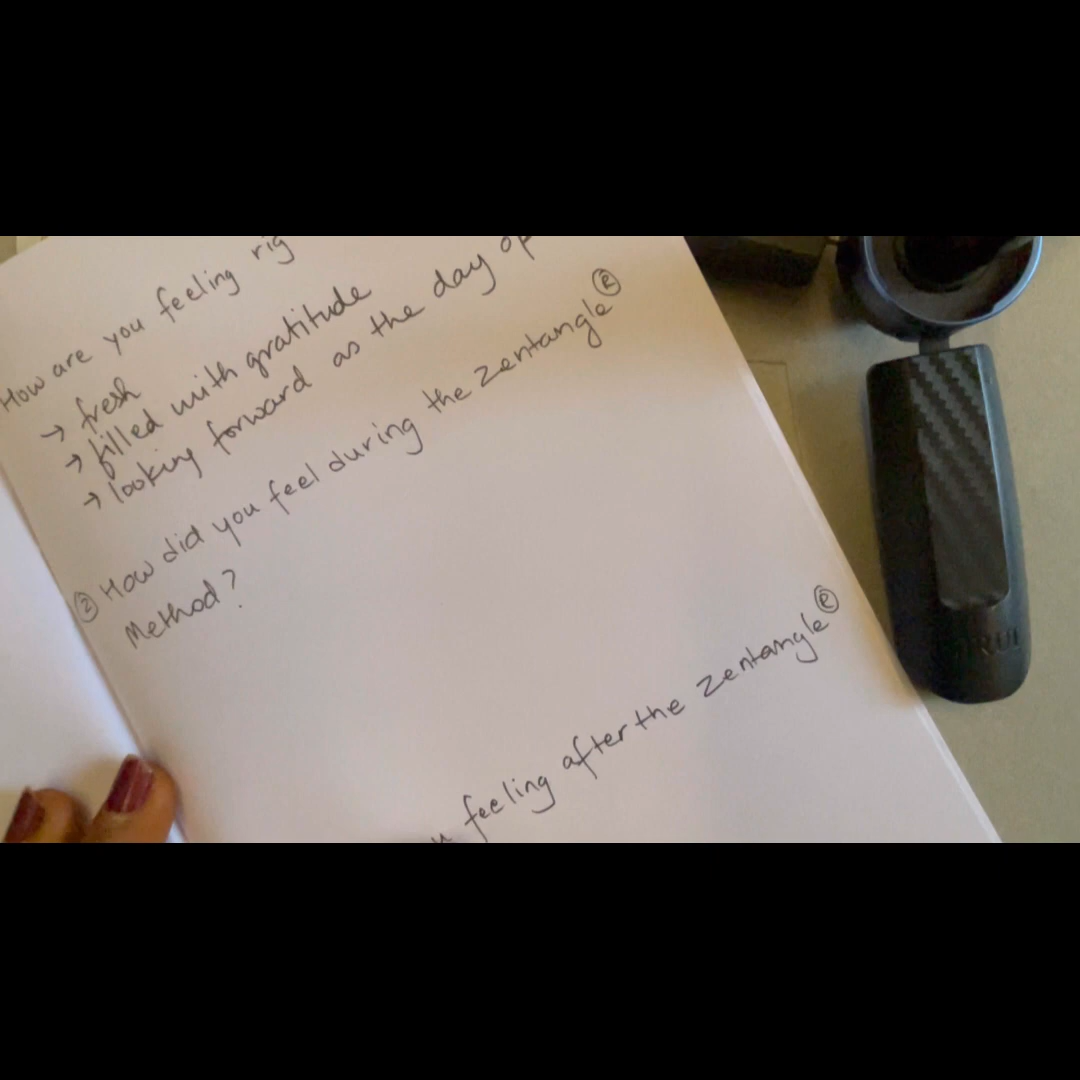 How are you feeling
→ fresh
→ filled with gratitude
→ looking forward as the day
② How did you feel during the Zentangle®
Method?
feeling after the Zentangle®